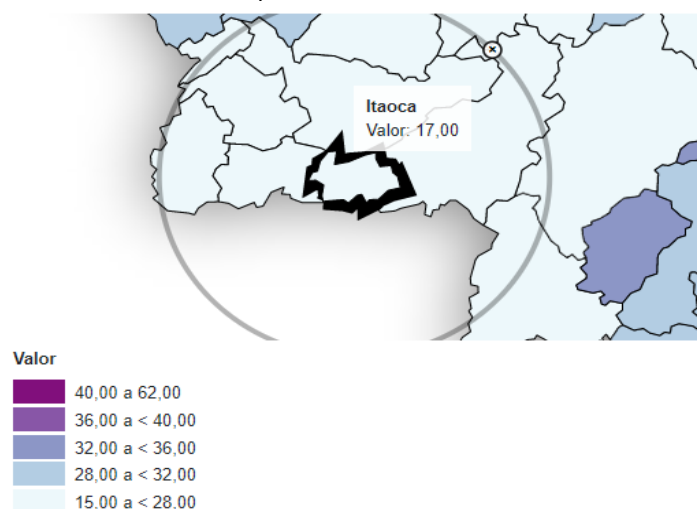 Itaoca
Valor: 17,00
Valor
40,00 a 62,00
36,00 a < 40,00
32,00 a < 36,00
28,00 a < 32,00
15,00 a < 28,00